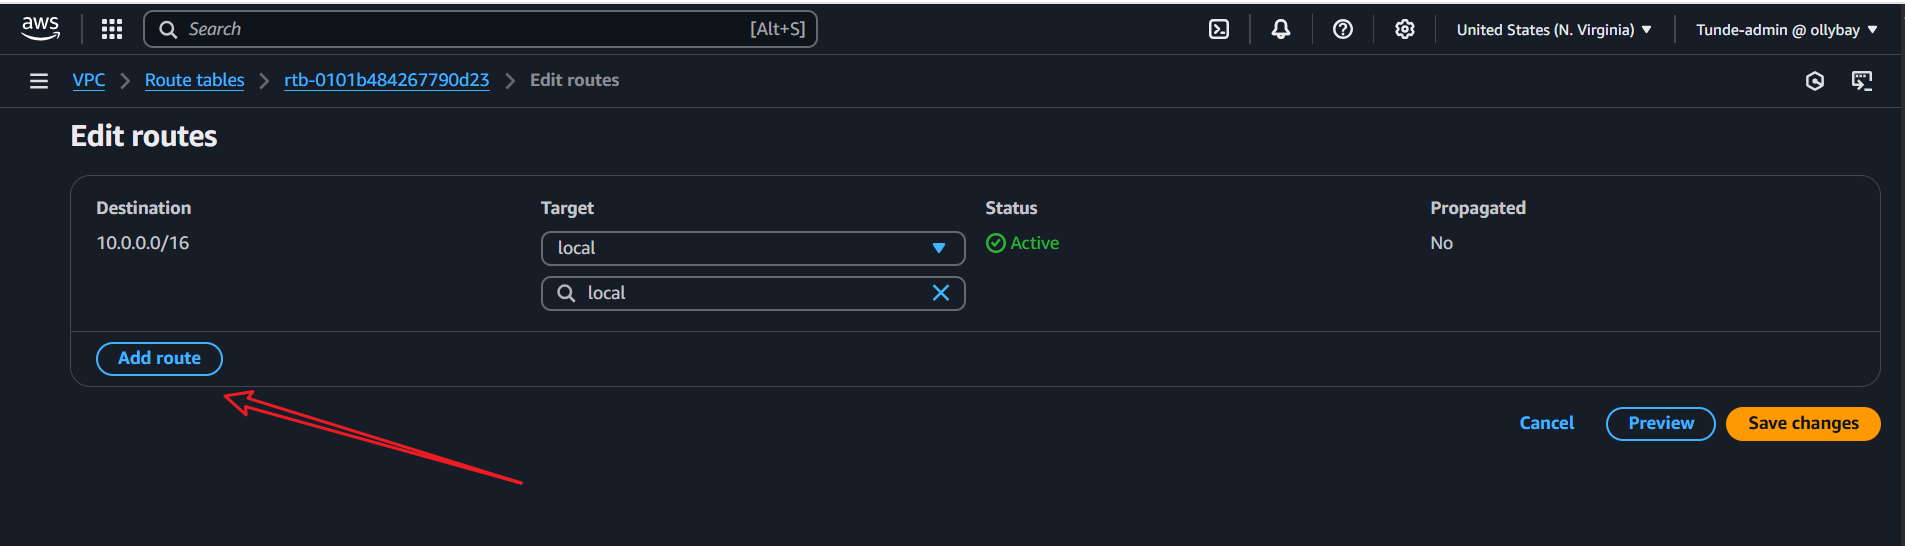 aws
Search [Alt+S] United States (N. Virginia) Tunde-admin @ ollybay
VPC Route tables rtb-0101b484267790d23 Edit routes
Edit routes
Destination Target Status Propagated
10.0.0.0/16 local Active No
local
Add route
Cancel Preview Save changes